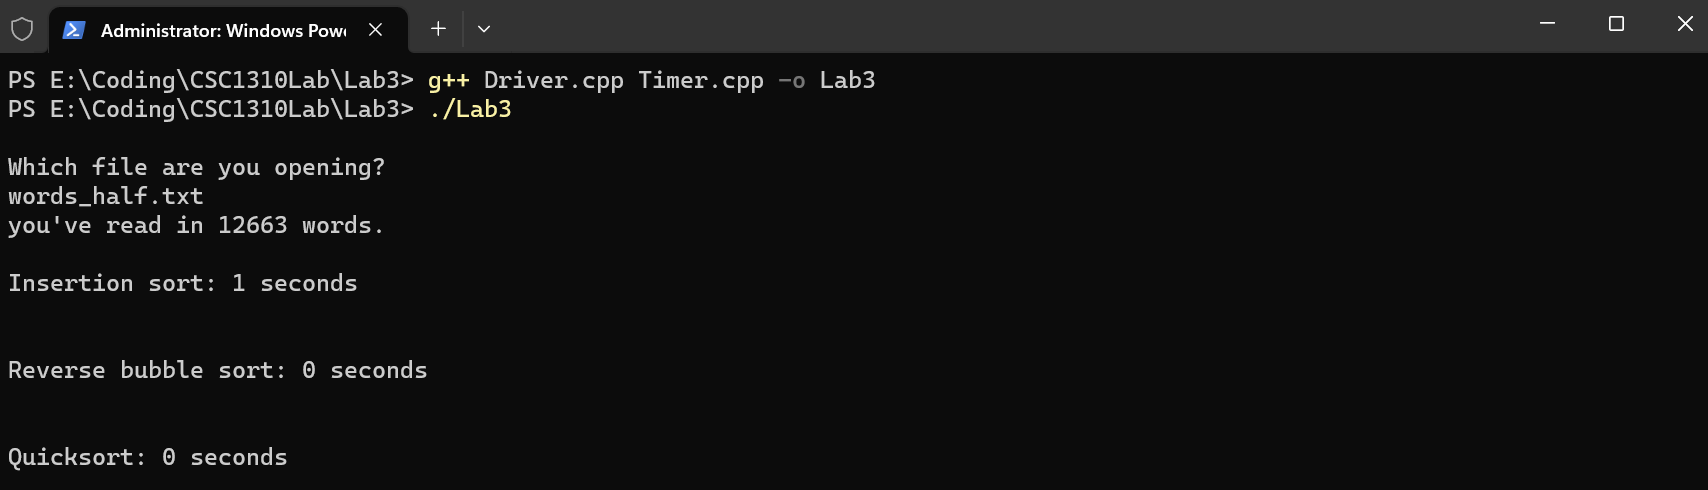 Administrator: Windows Pow
PS E:\Coding\CSC1310Lab\Lab3> g++ Driver.cpp Timer.cpp -o Lab3
PS E:\Coding\CSC1310Lab\Lab3> ./Lab3
Which file are you opening?
words_half.txt
you've read in 12663 words.
Insertion sort: 1 seconds
Reverse bubble sort: 0 seconds
Quicksort: 0 seconds